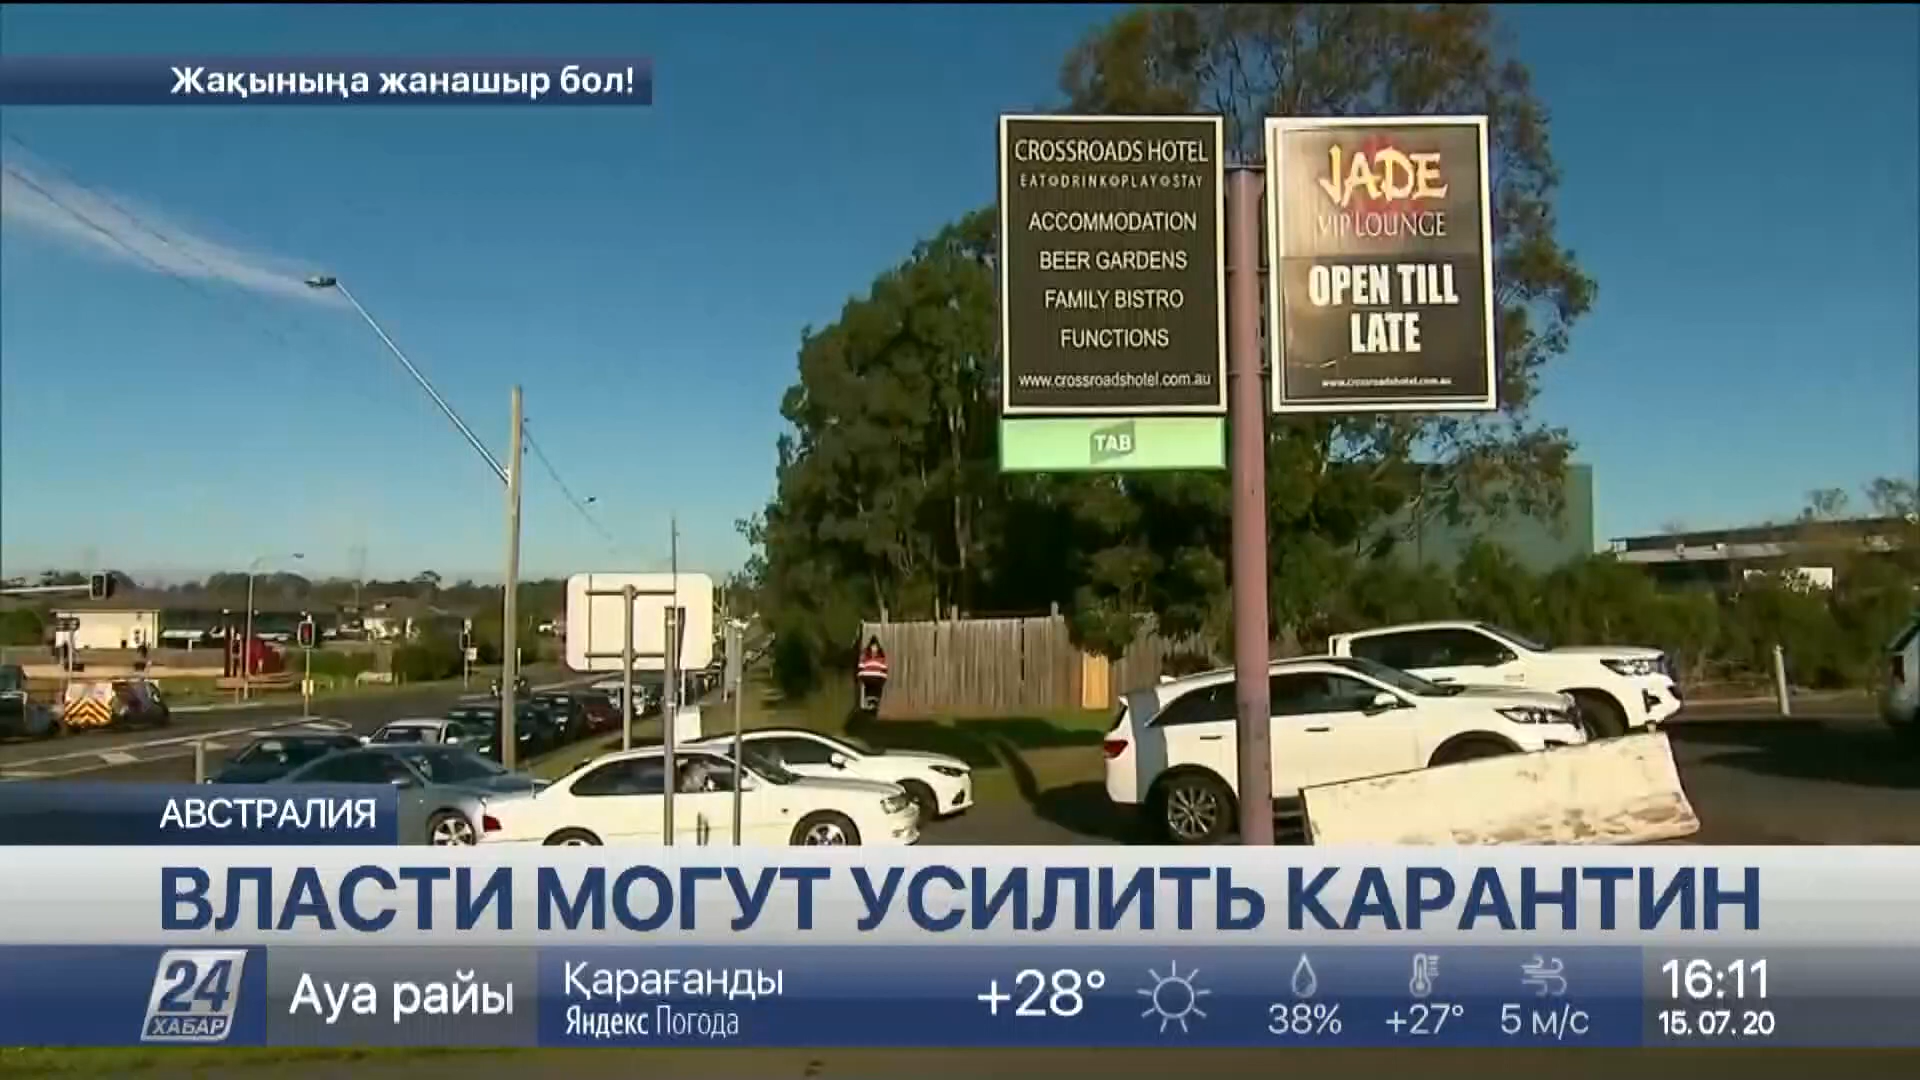 Жақыныңа жанашыр бол!
CROSSROADS HOTEL
EAT DRINK PLAY STAY
ACCOMMODATION
BEER GARDENS
FAMILY BISTRO
FUNCTIONS
www.crossroadshotel.com.au
TAB
JADE
VIP LOUNGE
OPEN TILL
LATE
www.crossroadshotel.com.au
АВСТРАЛИЯ
ВЛАСТИ МОГУТ УСИЛИТЬ КАРАНТИН
24
ХАБАР
Ауа райы
Қарағанды
Яндекс Погода
+28°
38%
+27°
5 м/с
16:11
15.07.20